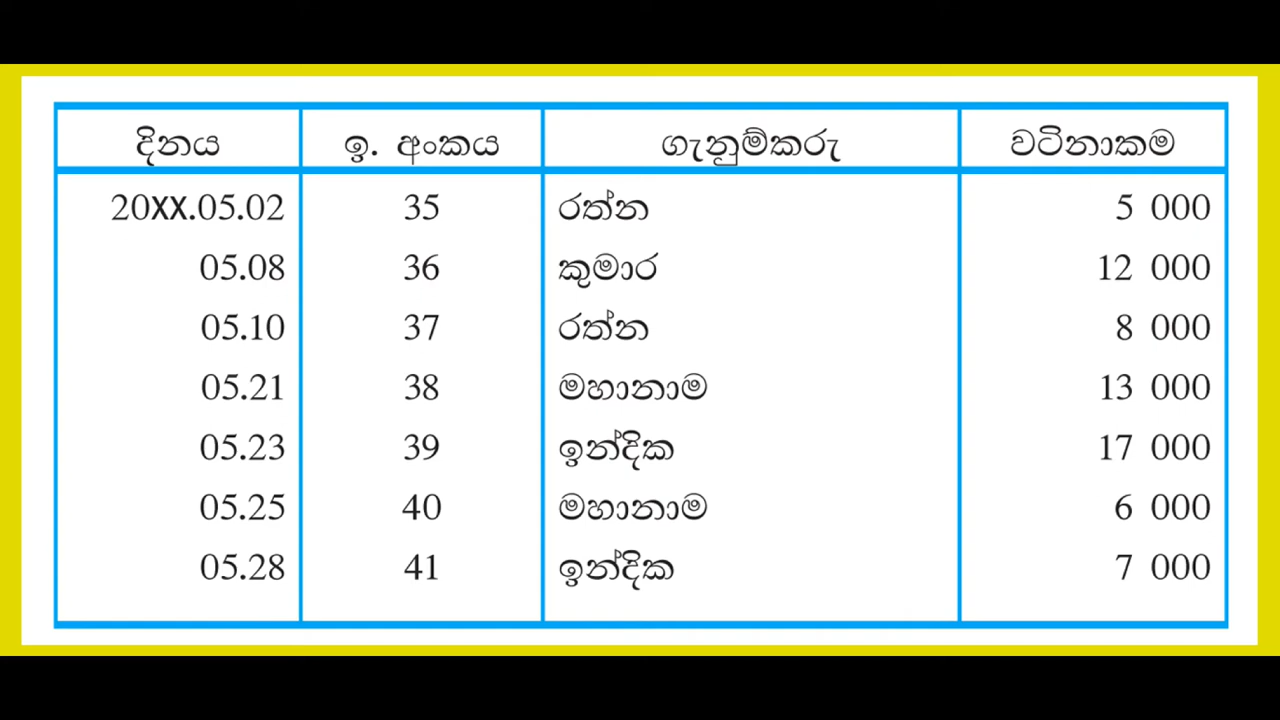 දිනය ඉ. අංකය ගැනුම්කරු වටිනාකම
20XX.05.02 35 රත්න 5 000
05.08 36 කුමාර 12 000
05.10 37 රත්න 8 000
05.21 38 මහානාම 13 000
05.23 39 ඉන්දික 17 000
05.25 40 මහානාම 6 000
05.28 41 ඉන්දික 7 000